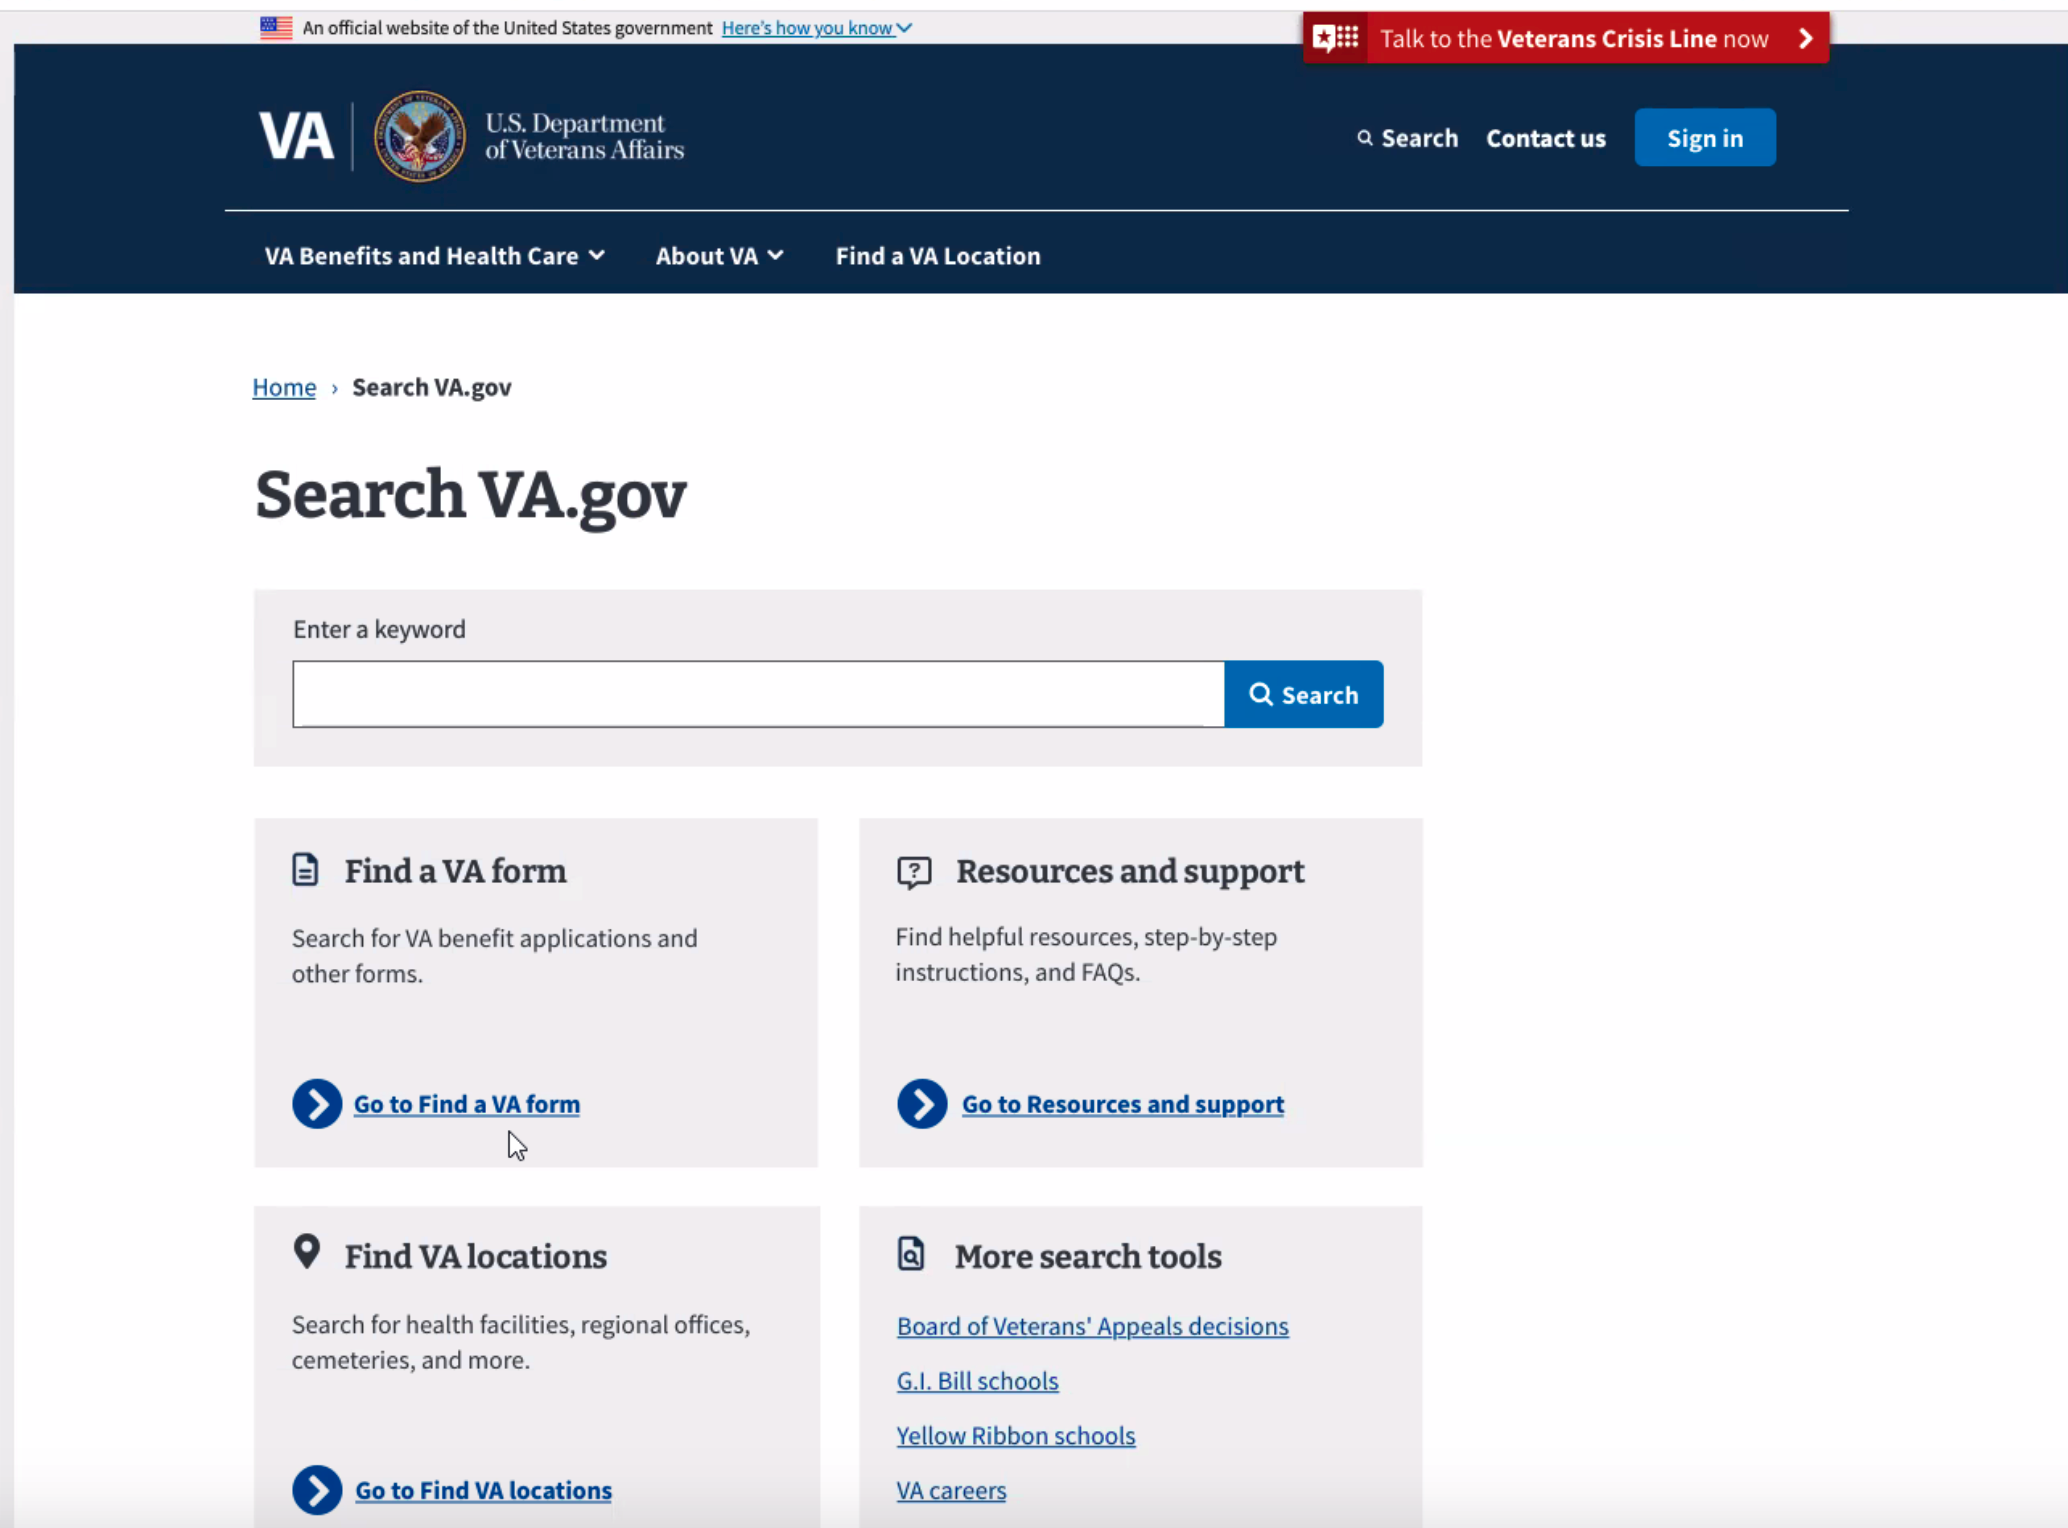 An official website of the United States government Here's how you know
Talk to the Veterans Crisis Line now
VA
U.S. Department
of Veterans Affairs
Search Contact us Sign in
VA Benefits and Health Care About VA Find a VA Location
Home › Search VA.gov
Search VA.gov
Enter a keyword
Search
Find a VA form
Search for VA benefit applications and
other forms.
Go to Find a VA form
Resources and support
Find helpful resources, step-by-step
instructions, and FAQs.
Go to Resources and support
Find VA locations
Search for health facilities, regional offices,
cemeteries, and more.
Go to Find VA locations
More search tools
Board of Veterans' Appeals decisions
G.I. Bill schools
Yellow Ribbon schools
VA careers